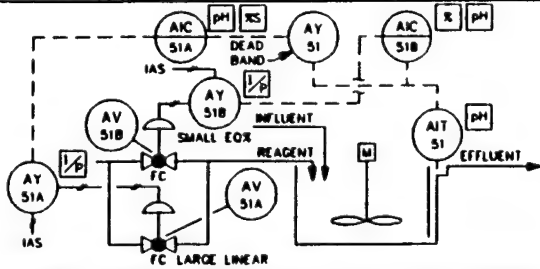 AIC
51A
pH
%S
DEAD
BAND
AY
51
AIC
51B
%
pH
IAS
AY
51B
I/P
AV
51B
SMALL EQ%
INFLUENT
REAGENT
FC
M
AIT
51
pH
EFFLUENT
I/P
AY
51A
AV
51A
IAS
FC LARGE LINEAR